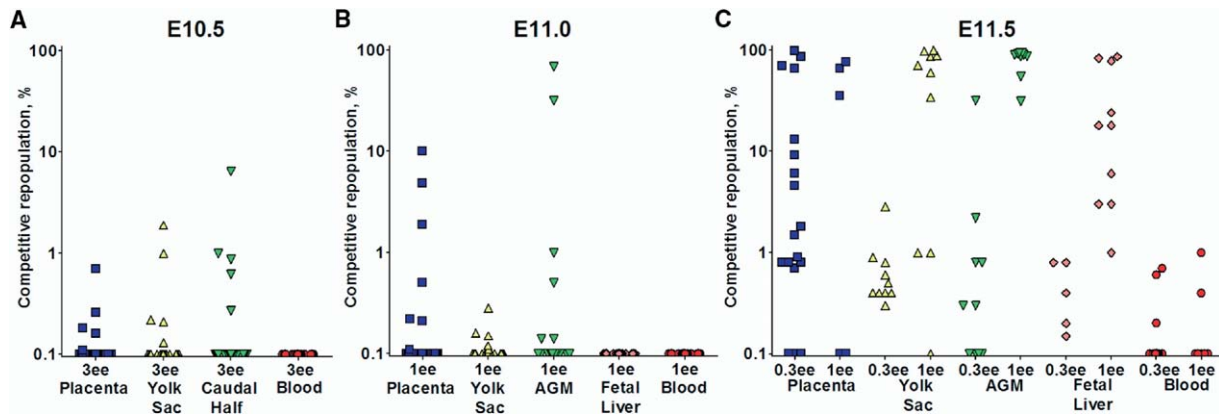 A
E10.5
Competitive repopulation, %
100
10
1
0.1
3ee 3ee 3ee 3ee
Placenta Yolk Caudal Blood
Sac Half
B
E11.0
Competitive repopulation, %
100
10
1
0.1
1ee 1ee 1ee 1ee 1ee
Placenta Yolk AGM Fetal Blood
Sac Liver
C
E11.5
Competitive repopulation, %
100
10
1
0.1
0.3ee 1ee 0.3ee 1ee 0.3ee 1ee 0.3ee 1ee 0.3ee 1ee
Placenta Yolk AGM Fetal Blood
Sac Liver